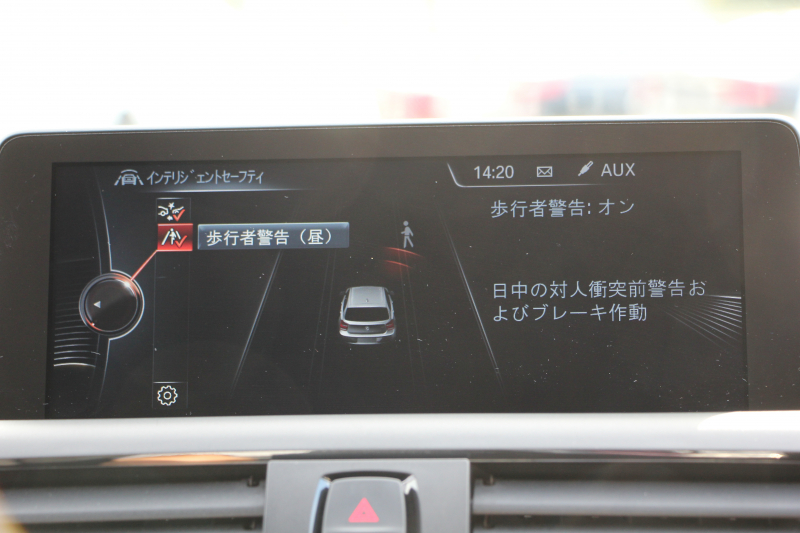 インテリジェントセーフティ
14:20
AUX
歩行者警告: オン
歩行者警告（昼）
日中の対人衝突前警告お
よびブレーキ作動